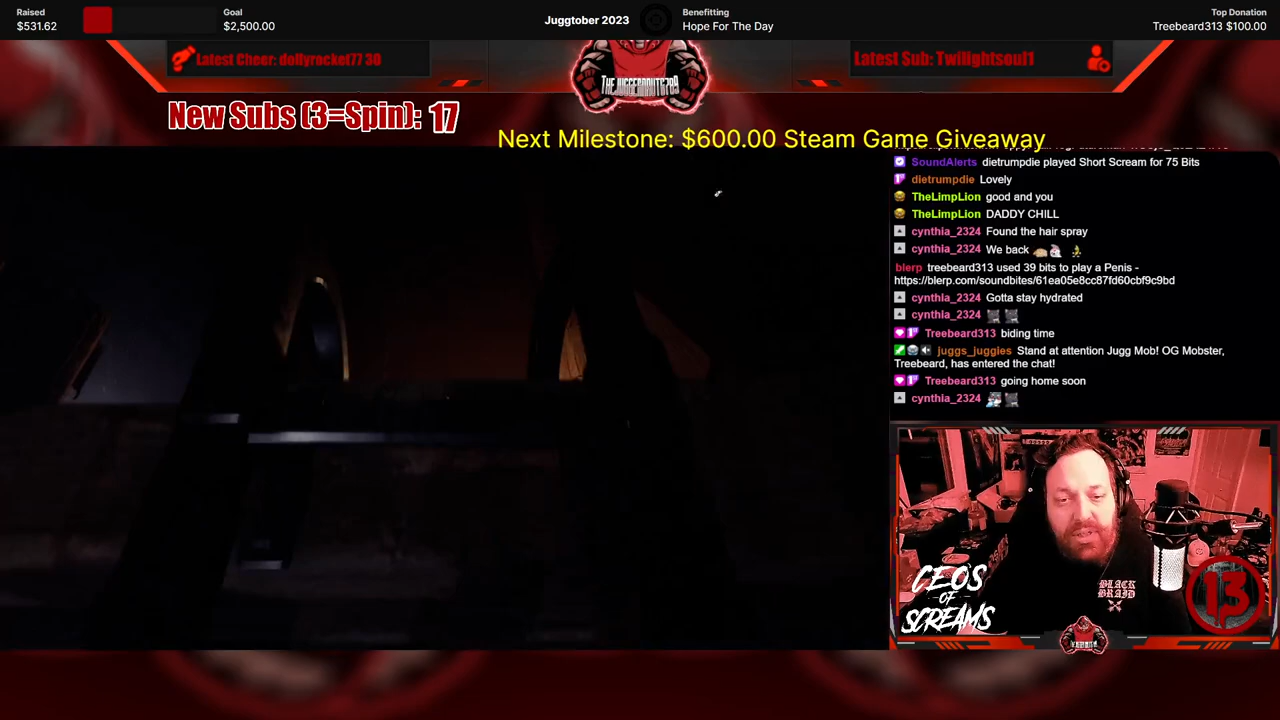 Raised
$531.62
Goal
$2,500.00
Juggtober 2023
Benefitting
Hope For The Day
Top Donation
Treebeard313 $100.00
Latest Cheer: dollyrocket77 30
THEJUGGERNAUT6789
Latest Sub: Twilightsoul1
New Subs (3=Spin): 17
Next Milestone: $600.00 Steam Game Giveaway
SoundAlerts dietrumpdie played Short Scream for 75 Bits
dietrumpdie Lovely
TheLimpLion good and you
TheLimpLion DADDY CHILL
cynthia_2324 Found the hair spray
cynthia_2324 We back
blerp treebeard313 used 39 bits to play a Penis -
https://blerp.com/soundbites/61ea05e8cc87fd60cbf9c9bd
cynthia_2324 Gotta stay hydrated
cynthia_2324
Treebeard313 biding time
juggs_juggies Stand at attention Jugg Mob! OG Mobster,
Treebeard, has entered the chat!
Treebeard313 going home soon
cynthia_2324
CEOS
OF
SCREAMS
BLACK
BRAID
13